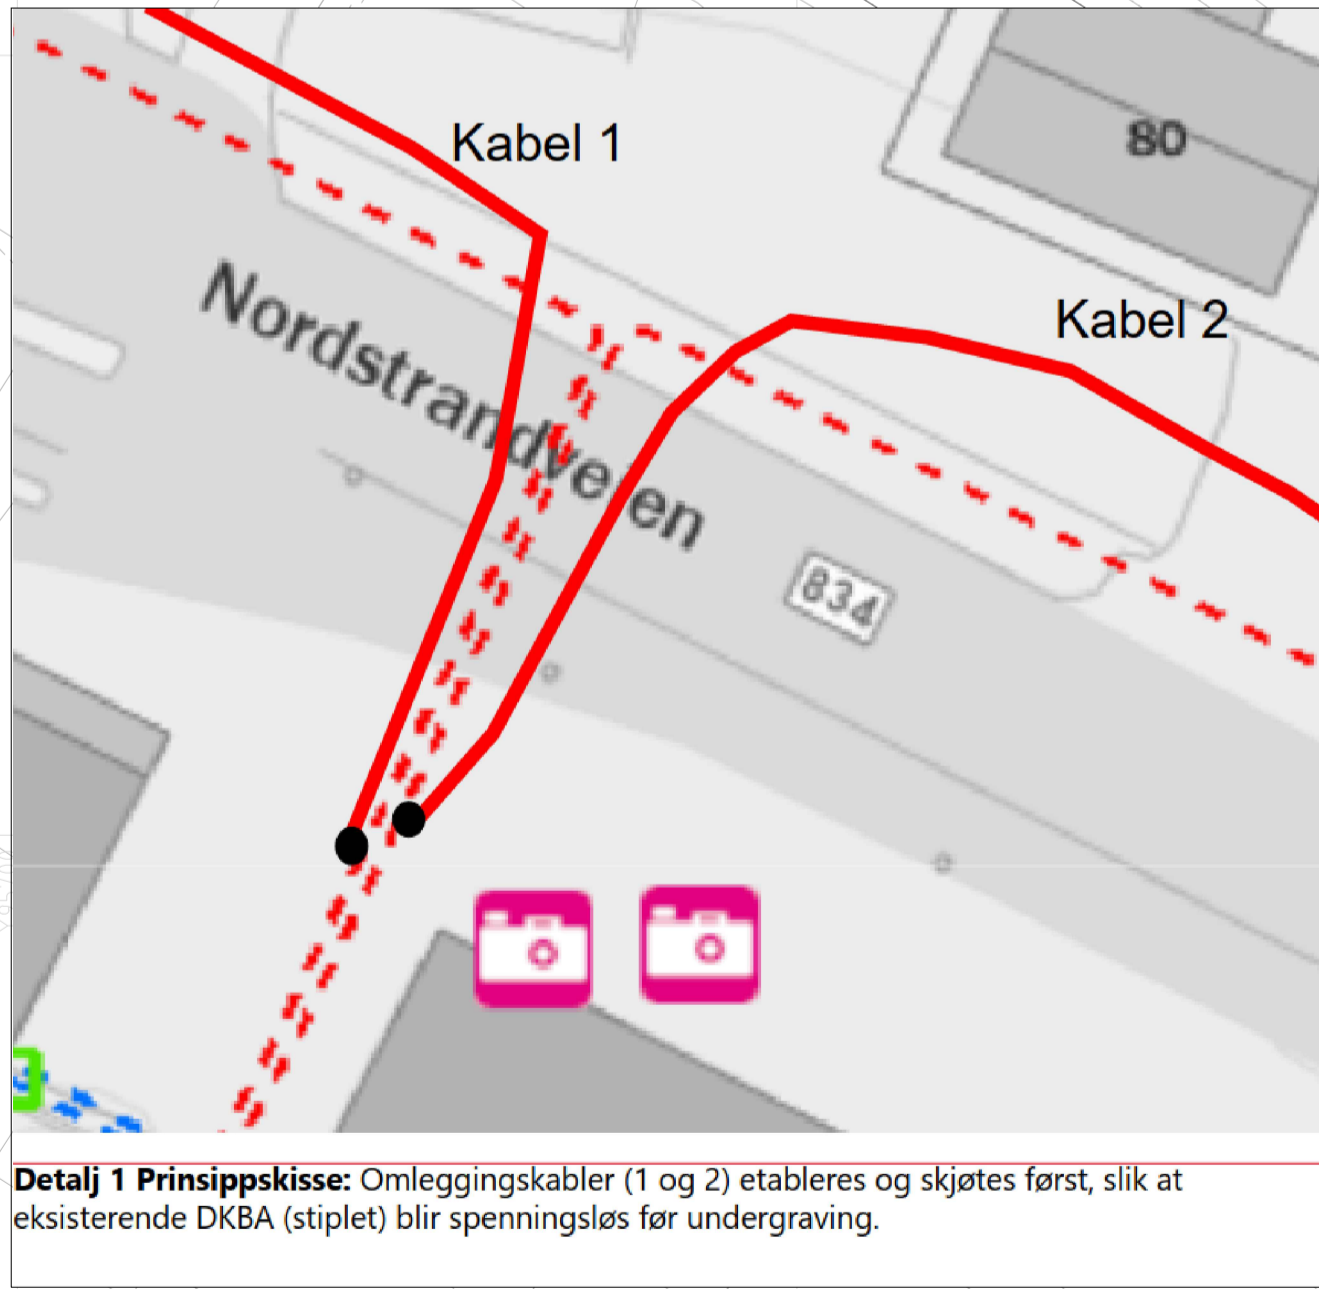 Kabel 1
80
Nordstrandveien
Kabel 2
834
Detalj 1 Prinsippskisse: Omleggingskabler (1 og 2) etableres og skjøtes først, slik at
eksisterende DKBA (stiplet) blir spenningsløs før undergraving.